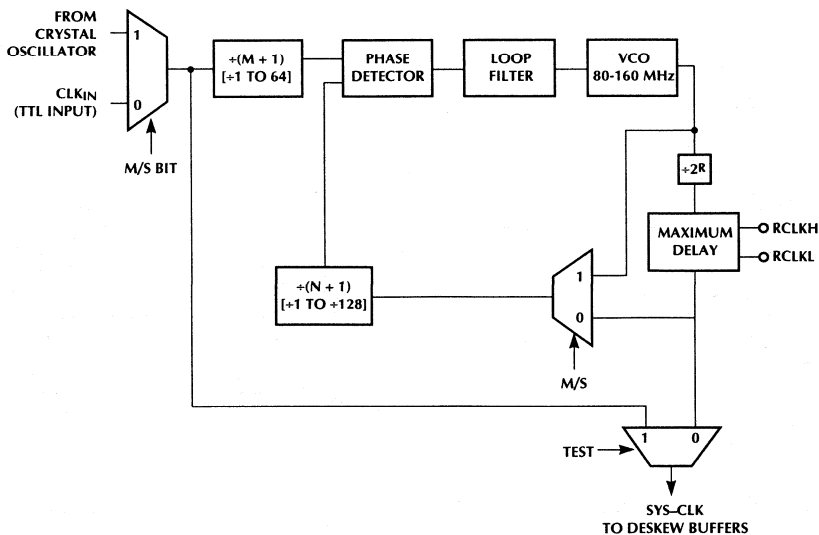 FROM
CRYSTAL
OSCILLATOR
1
CLKIN
(TTL INPUT)
0
M/S BIT
÷(M + 1)
[÷1 TO 64]
PHASE
DETECTOR
LOOP
FILTER
VCO
80-160 MHz
÷2R
MAXIMUM
DELAY
RCLKH
RCLKL
÷(N + 1)
[÷1 TO ÷128]
1
0
M/S
TEST
1
0
SYS–CLK
TO DESKEW BUFFERS